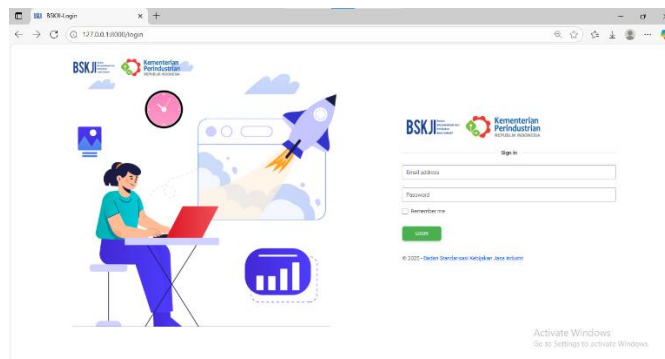 BSKJI-Login
127.0.0.1:8000/login
BSKJI
Kementerian
Perindustrian
REPUBLIK INDONESIA
BSKJI
Kementerian
Perindustrian
REPUBLIK INDONESIA
Sign in
Email address
Password
Remember me
LOGIN
© 2025 - Badan Standarisasi Kebijakan Jasa Industri
Activate Windows
Go to Settings to activate Windows.